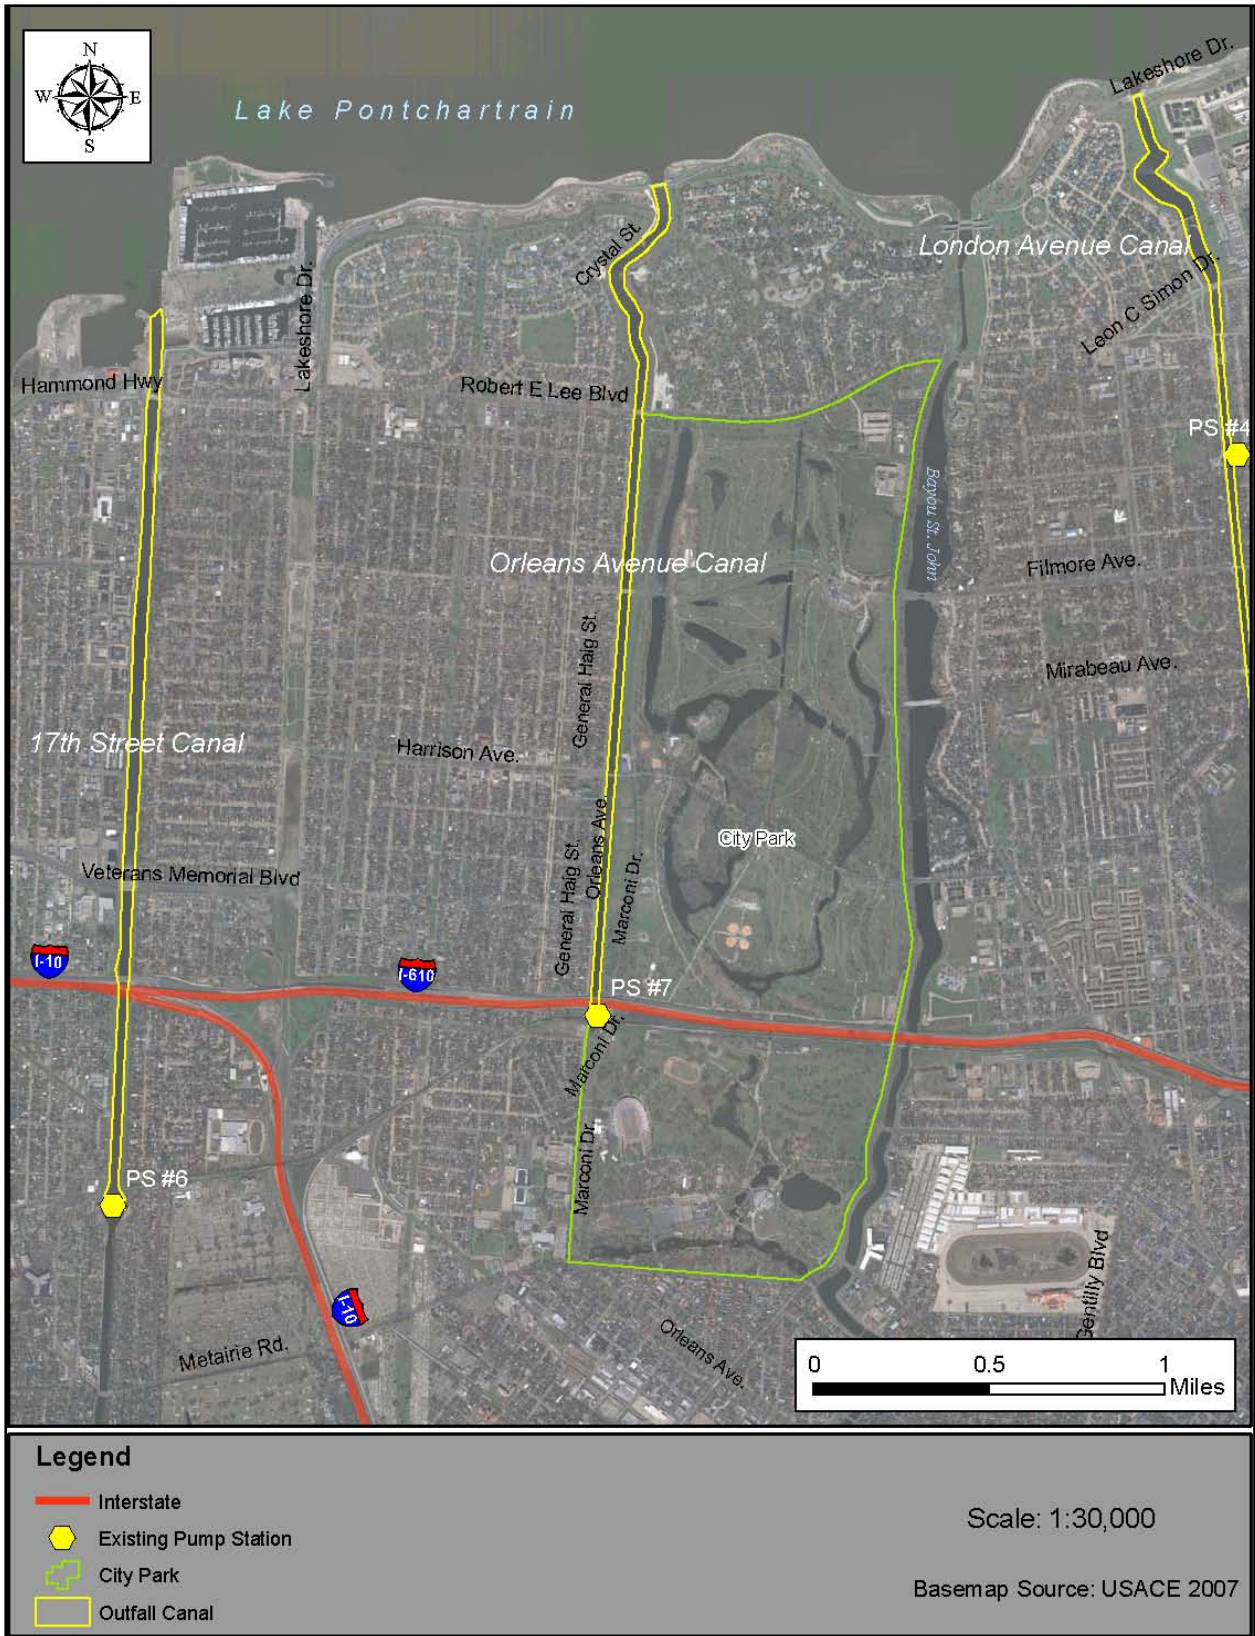 N
W E
S
Lake Pontchartrain
Lakeshore Dr.
Crystal St.
London Avenue Canal
Leon C Simon Dr.
Lakeshore Dr.
Hammond Hwy
Robert E Lee Blvd
PS #4
Bayou St. John
Orleans Avenue Canal
Filmore Ave.
General Haig St.
Mirabeau Ave.
17th Street Canal
Harrison Ave.
City Park
Orleans Ave.
Veterans Memorial Blvd
General Haig St.
Marconi Dr.
I-10
I-610
PS #7
Marconi Dr.
Marconi Dr.
PS #6
Gentilly Blvd
I-10
Metairie Rd.
Orleans Ave.
0 0.5 1
Miles
Legend
Interstate
Existing Pump Station
City Park
Outfall Canal
Scale: 1:30,000
Basemap Source: USACE 2007